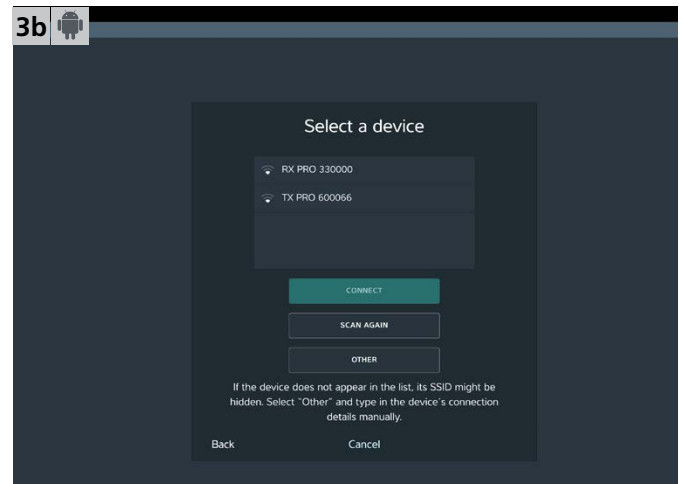 3b
Select a device
RX PRO 330000
TX PRO 600066
CONNECT
SCAN AGAIN
OTHER
If the device does not appear in the list, its SSID might be
hidden. Select "Other" and type in the device's connection
details manually.
Back Cancel